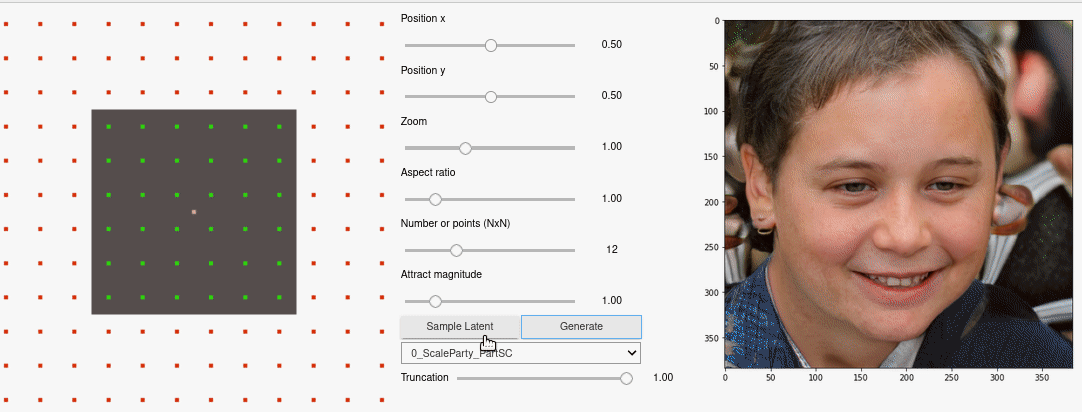 Position x
0.50
Position y
0.50
Zoom
1.00
Aspect ratio
1.00
Number or points (NxN)
12
Attract magnitude
1.00
Sample Latent
Generate
0_ScaleParty_PartSC
Truncation
1.00
0
50
100
150
200
250
300
350
0
50
100
150
200
250
300
350